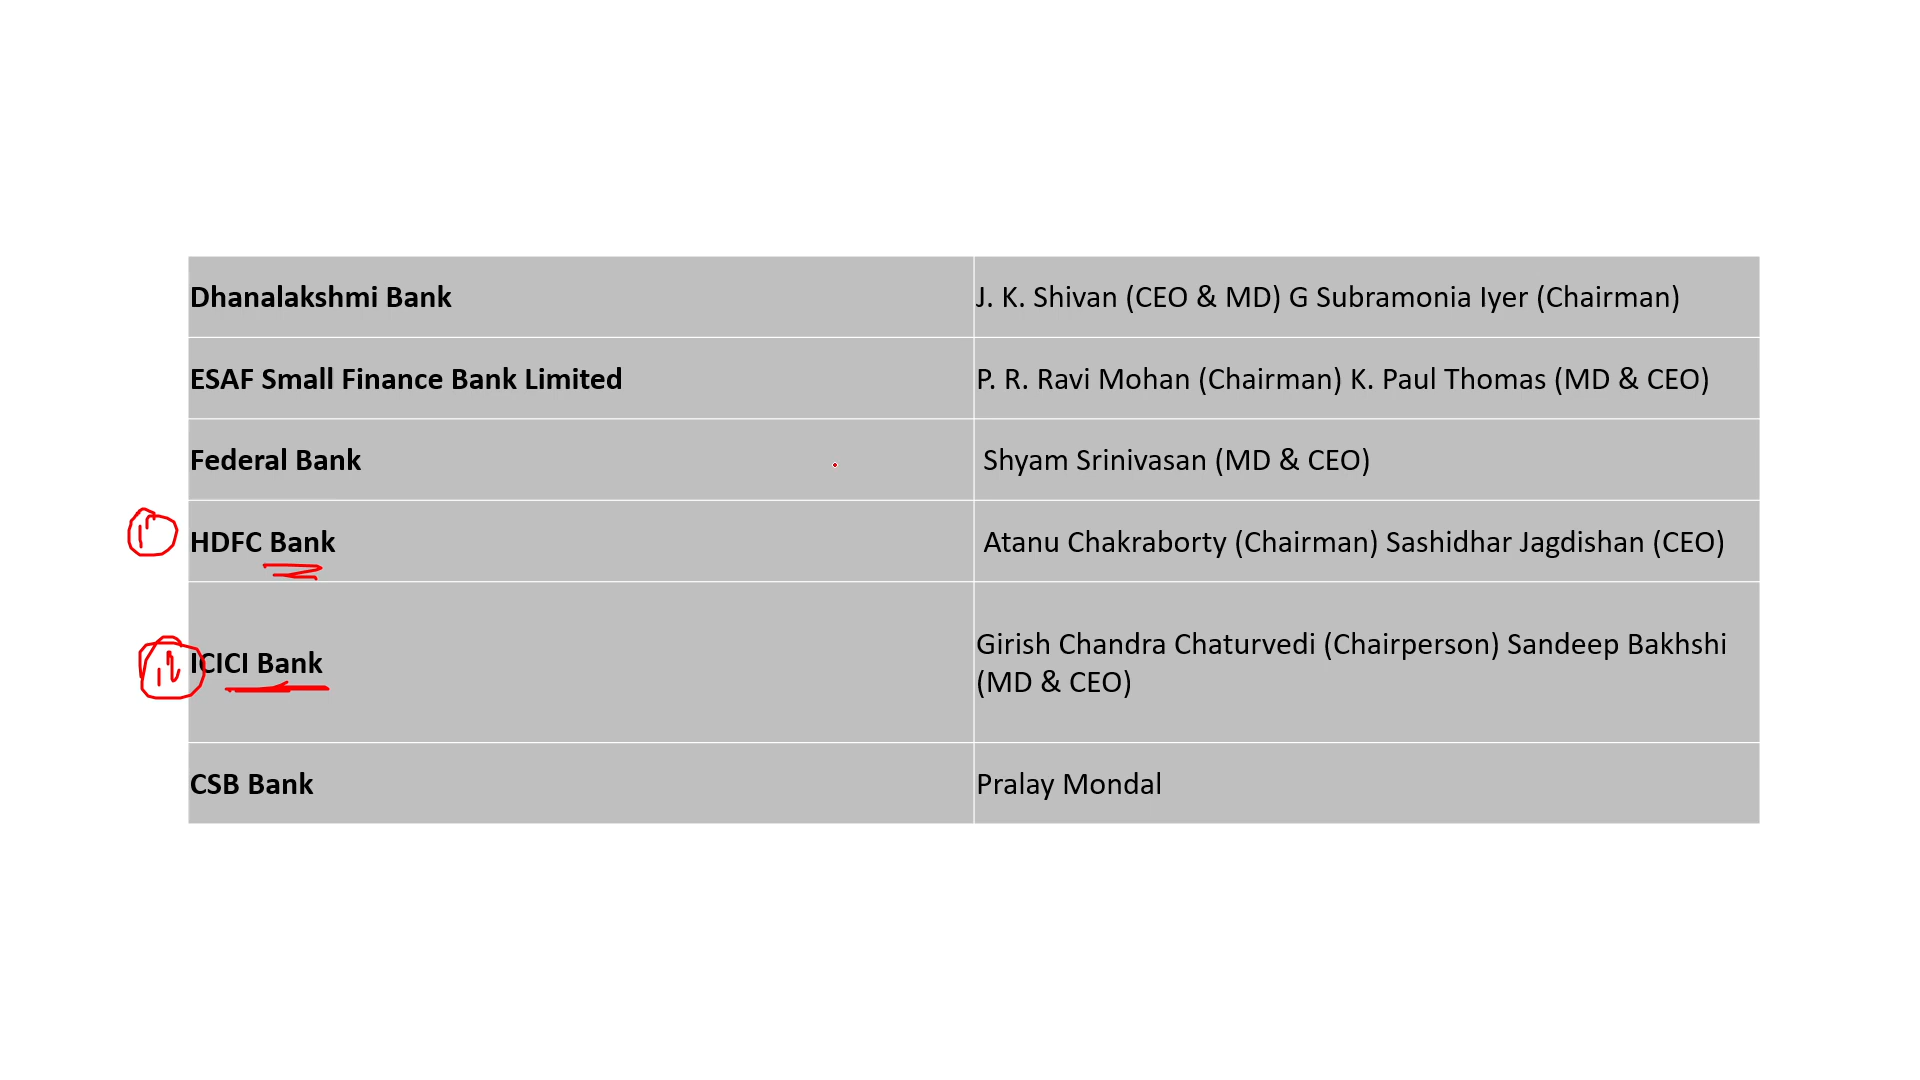 Dhanalakshmi Bank J. K. Shivan (CEO & MD) G Subramonia Iyer (Chairman)
ESAF Small Finance Bank Limited P. R. Ravi Mohan (Chairman) K. Paul Thomas (MD & CEO)
Federal Bank Shyam Srinivasan (MD & CEO)
HDFC Bank Atanu Chakraborty (Chairman) Sashidhar Jagdishan (CEO)
ICICI Bank Girish Chandra Chaturvedi (Chairperson) Sandeep Bakhshi
(MD & CEO)
CSB Bank Pralay Mondal